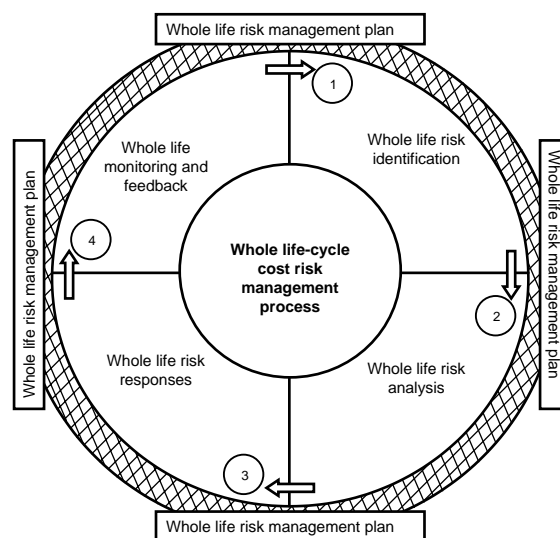 Whole life risk management plan
1
Whole life risk
identification
Whole life
monitoring and
feedback
Whole life risk management plan
Whole life risk management plan
4
Whole life-cycle
cost risk
management
process
2
Whole life risk
responses
Whole life risk
analysis
3
Whole life risk management plan